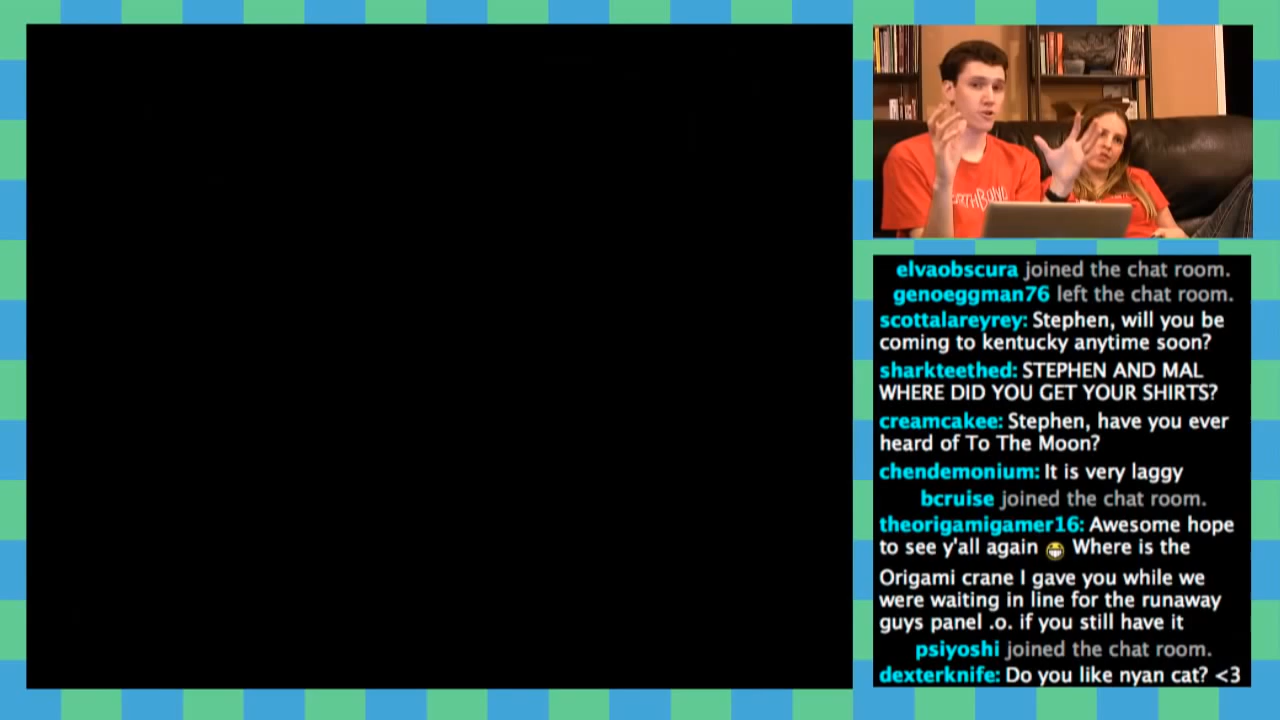 elvaobscura joined the chat room.
genoeggman76 left the chat room.
scottalareyrey: Stephen, will you be
coming to kentucky anytime soon?
sharkteethed: STEPHEN AND MAL
WHERE DID YOU GET YOUR SHIRTS?
creamcakee: Stephen, have you ever
heard of To The Moon?
chendemonium: It is very laggy
bcruise joined the chat room.
theorigamigamer16: Awesome hope
to see y'all again 😁 Where is the
Origami crane I gave you while we
were waiting in line for the runaway
guys panel .o. if you still have it
psiyoshi joined the chat room.
dexterknife: Do you like nyan cat? <3